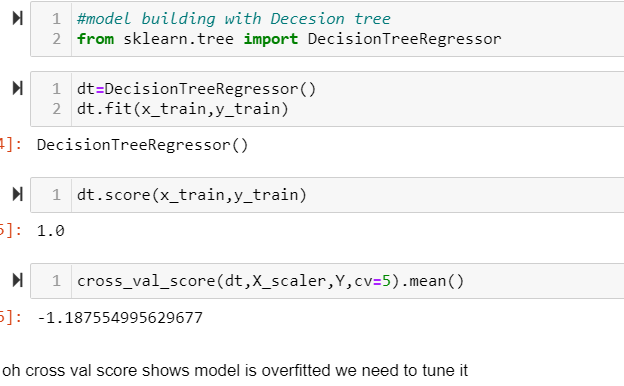 1 #model building with Decesion tree
2 from sklearn.tree import DecisionTreeRegressor
1 dt=DecisionTreeRegressor()
2 dt.fit(x_train,y_train)
4]: DecisionTreeRegressor()
1 dt.score(x_train,y_train)
5]: 1.0
1 cross_val_score(dt,X_scaler,Y,cv=5).mean()
5]: -1.187554995629677
oh cross val score shows model is overfitted we need to tune it